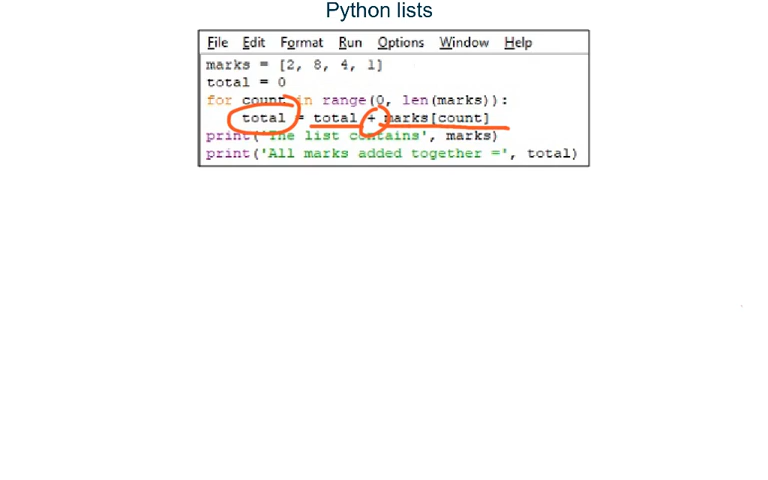 Python lists
File Edit Format Run Options Window Help
marks = [2, 8, 4, 1]
total = 0
for count in range(0, len(marks)):
    total = total + marks[count]
print('The list contains', marks)
print('All marks added together =', total)